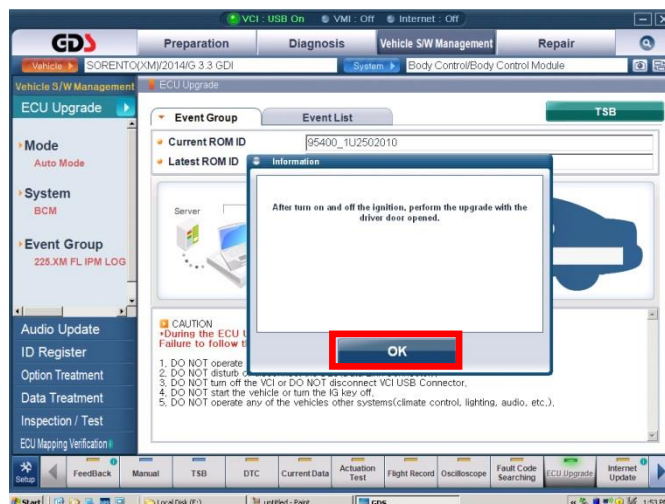 VCI : USB On VMI : Off Internet : Off
GDS Preparation Diagnosis Vehicle S/W Management Repair
Vehicle SORENTO(XM)/2014/G 3.3 GDI System Body Control/Body Control Module
Vehicle S/W Management
ECU Upgrade
ECU Upgrade
TSB
Event Group Event List
Mode
Auto Mode
Current ROM ID 95400_1U2502010
Latest ROM ID
Information
System
BCM
Server
After turn on and off the ignition, perform the upgrade with the
driver door opened.
Event Group
225.XM FL IPM LOG
OK
Audio Update
ID Register
Option Treatment
Data Treatment
Inspection / Test
ECU Mapping Verification
CAUTION
•During the ECU U
Failure to follow t
1. DO NOT operate
2. DO NOT disturb
3. DO NOT turn off the VCI or DO NOT disconnect VCI USB Connector,
4. DO NOT start the vehicle or turn the IG key off,
5. DO NOT operate any of the vehicles other systems(climate control, lighting, audio, etc,),
Setup FeedBack Manual TSB DTC Current Data Actuation Test Flight Record Oscilloscope Fault Code Searching ECU Upgrade Internet Update
Start Local Disk (F:) untitled - Paint GDS 1:53 PM